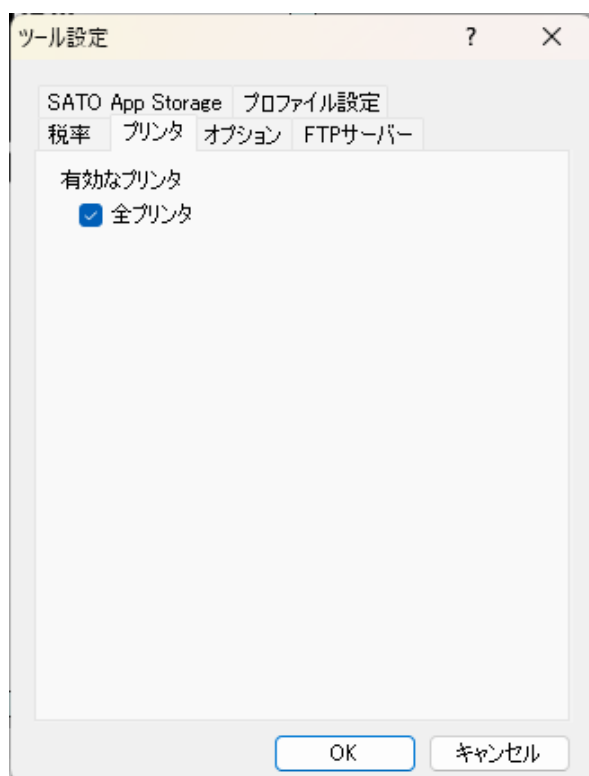 ツール設定
SATO App Storage プロファイル設定
税率 プリンタ オプション FTPサーバー
有効なプリンタ
全プリンタ
OK キャンセル